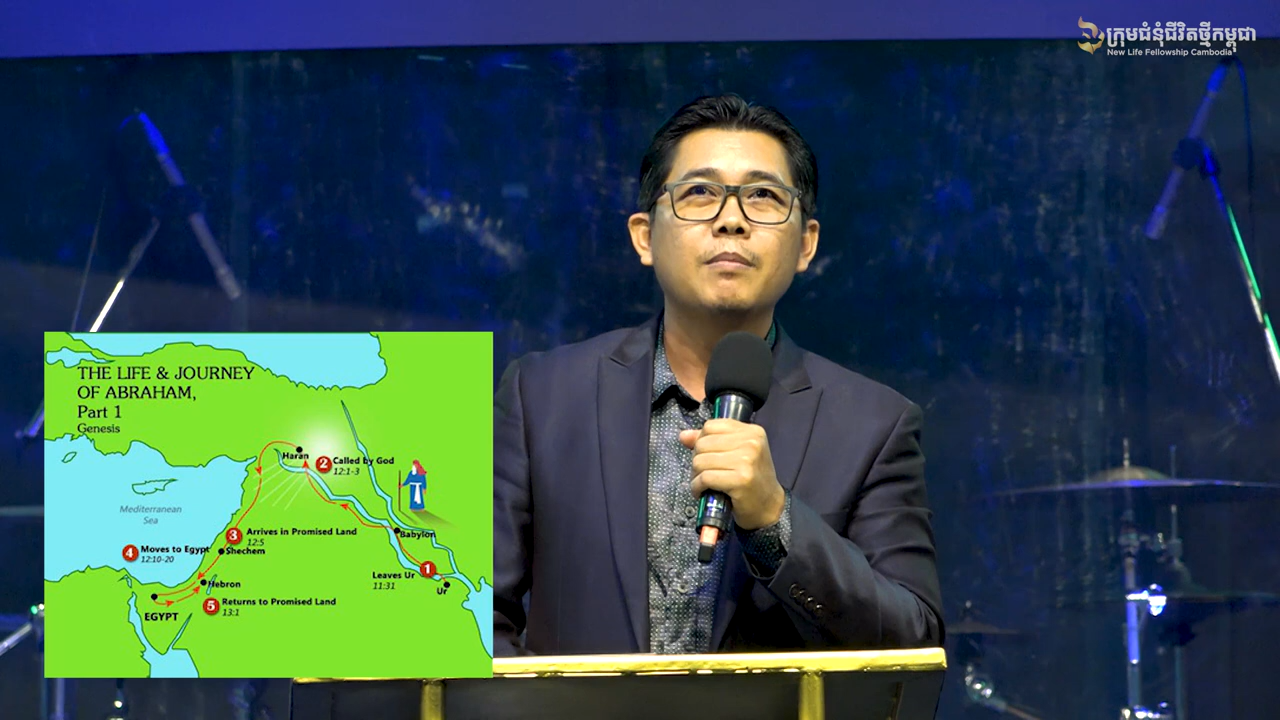 ក្រុមជំនុំជីវិតថ្មីកម្ពុជា
New Life Fellowship Cambodia
THE LIFE & JOURNEY
OF ABRAHAM,
Part 1
Genesis
Haran
2 Called by God
12:1-3
Mediterranean
Sea
Babylon
3 Arrives in Promised Land
12:5
4 Moves to Egypt
12:10-20
Shechem
Leaves Ur 1
11:31
Ur
Hebron
EGYPT
5 Returns to Promised Land
13:1